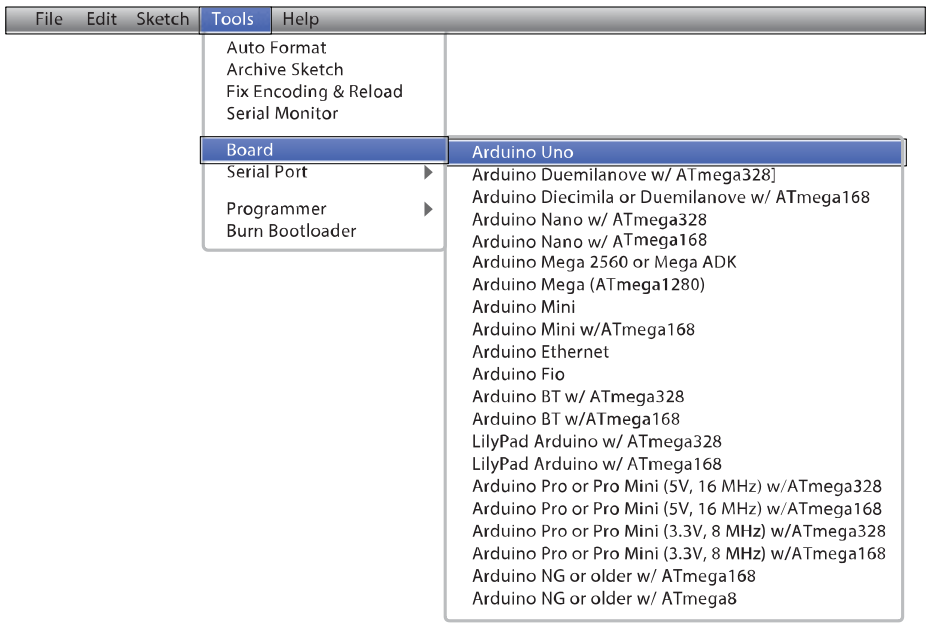 File Edit Sketch Tools Help
Auto Format
Archive Sketch
Fix Encoding & Reload
Serial Monitor
Board
Serial Port
Programmer
Burn Bootloader
Arduino Uno
Arduino Duemilanove w/ ATmega328]
Arduino Diecimila or Duemilanove w/ ATmega168
Arduino Nano w/ ATmega328
Arduino Nano w/ ATmega168
Arduino Mega 2560 or Mega ADK
Arduino Mega (ATmega1280)
Arduino Mini
Arduino Mini w/ATmega168
Arduino Ethernet
Arduino Fio
Arduino BT w/ ATmega328
Arduino BT w/ATmega168
LilyPad Arduino w/ ATmega328
LilyPad Arduino w/ ATmega168
Arduino Pro or Pro Mini (5V, 16 MHz) w/ATmega328
Arduino Pro or Pro Mini (5V, 16 MHz) w/ATmega168
Arduino Pro or Pro Mini (3.3V, 8 MHz) w/ATmega328
Arduino Pro or Pro Mini (3.3V, 8 MHz) w/ATmega168
Arduino NG or older w/ ATmega168
Arduino NG or older w/ ATmega8